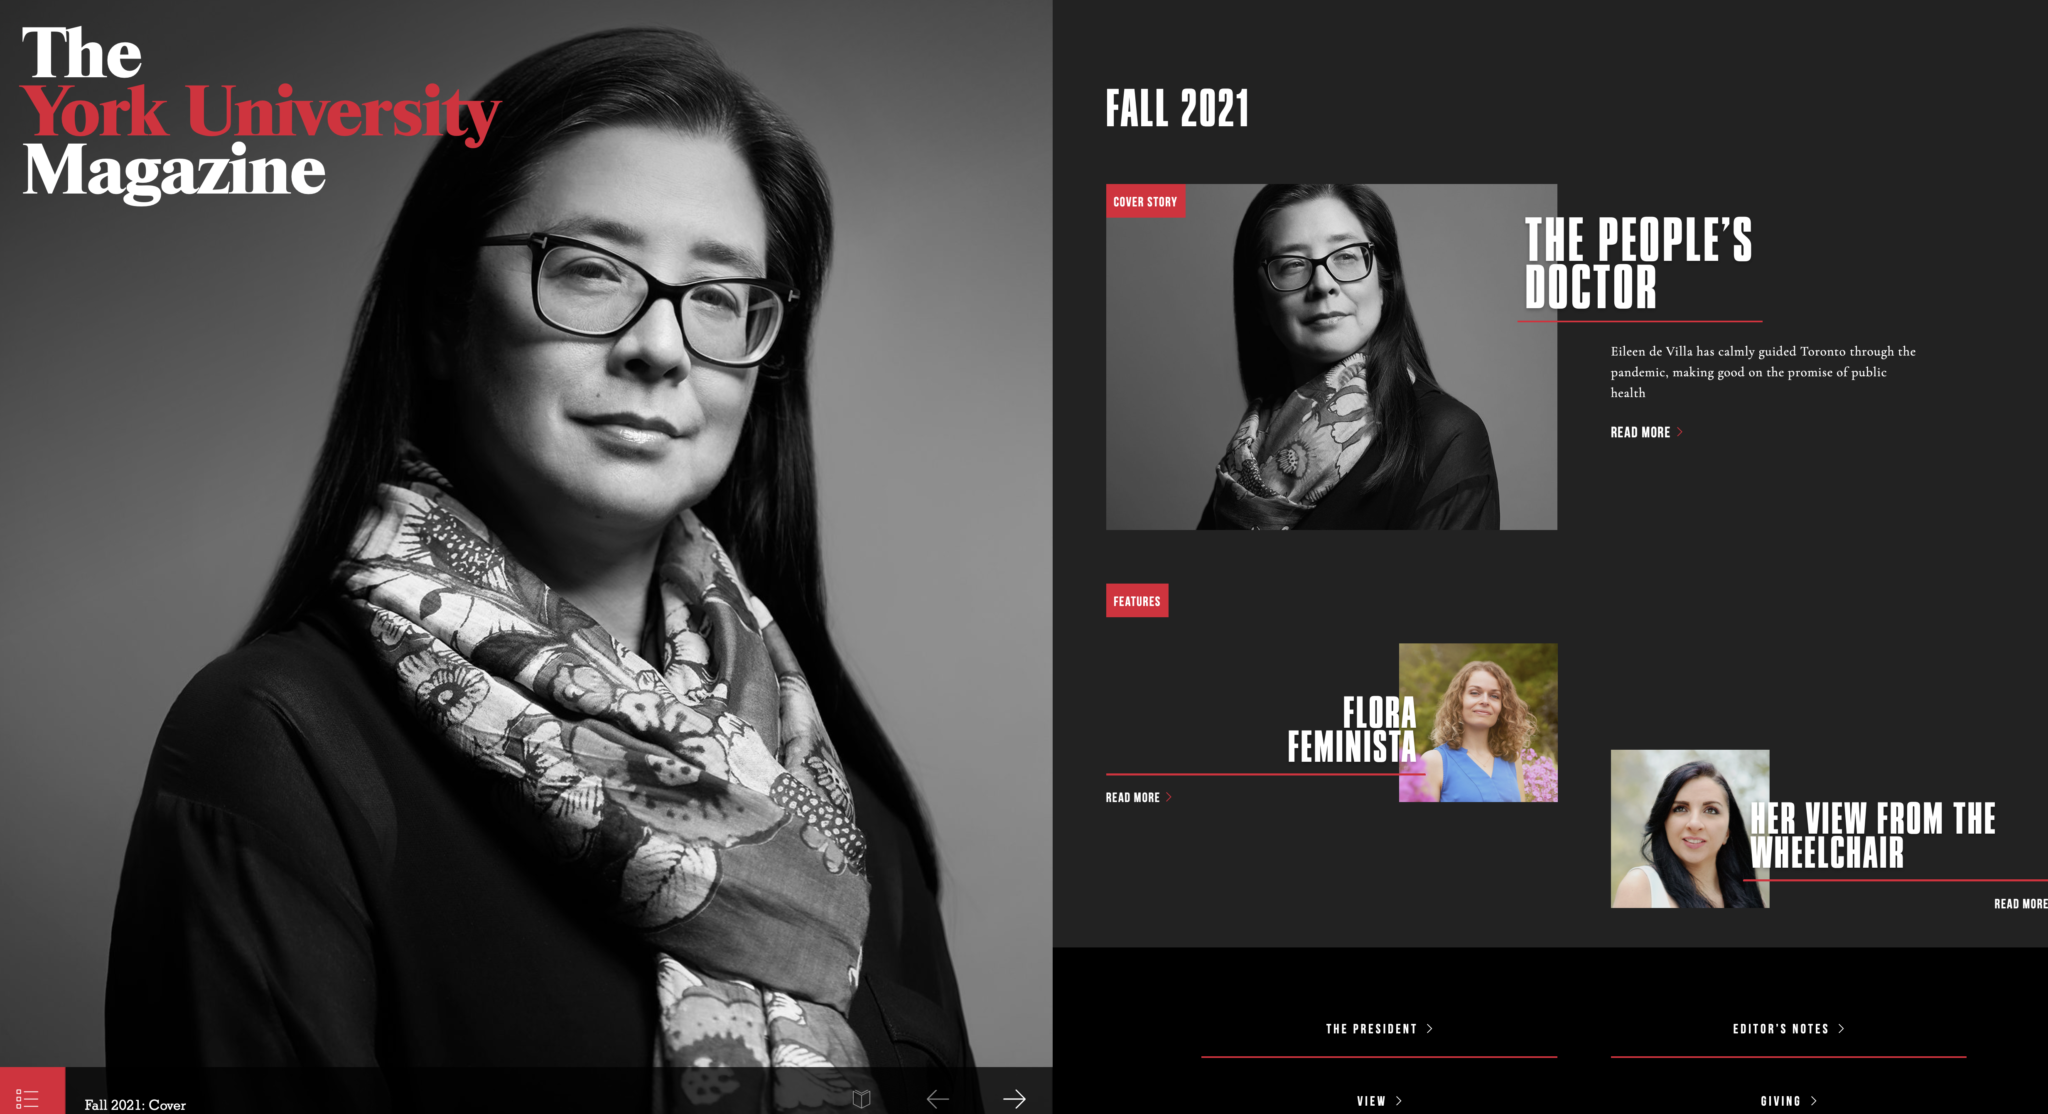 The
York University
Magazine
Fall 2021: Cover
FALL 2021
COVER STORY
THE PEOPLE’S
DOCTOR
Eileen de Villa has calmly guided Toronto through the
pandemic, making good on the promise of public
health
READ MORE
FEATURES
FLORA
FEMINISTA
READ MORE
HER VIEW FROM THE
WHEELCHAIR
READ MORE
THE PRESIDENT
EDITOR’S NOTES
VIEW
GIVING